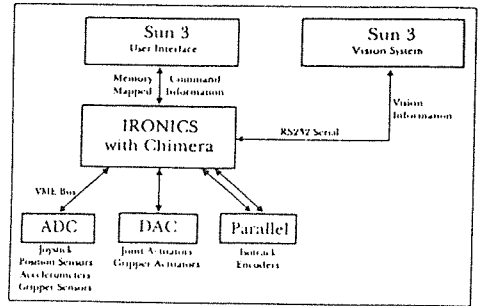 Sun 3
User Interface
Sun 3
Vision System
Memory Mapped
Command Information
IRONICS
with Chimera
RS232 Serial
Vision
Information
VME Bus
ADC
DAC
Parallel
Joystick
Position Sensors
Accelerometers
Gripper Sensors
Joint Actuators
Gripper Actuators
Isotrack
Encoders